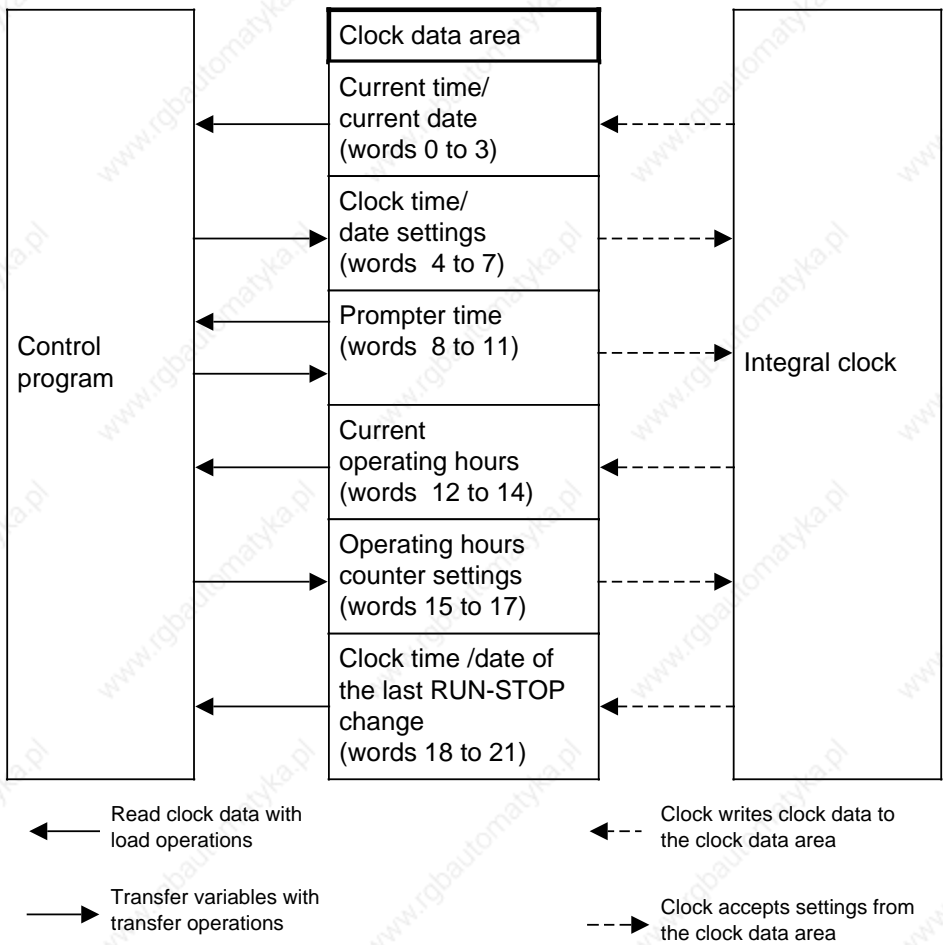 Clock data area
Current time/
current date
(words 0 to 3)
Clock time/
date settings
(words 4 to 7)
Prompter time
(words 8 to 11)
Control
program
Integral clock
Current
operating hours
(words 12 to 14)
Operating hours
counter settings
(words 15 to 17)
Clock time /date of
the last RUN-STOP
change
(words 18 to 21)
Read clock data with
load operations
Clock writes clock data to
the clock data area
Transfer variables with
transfer operations
Clock accepts settings from
the clock data area
www.rgbautomatyka.pl